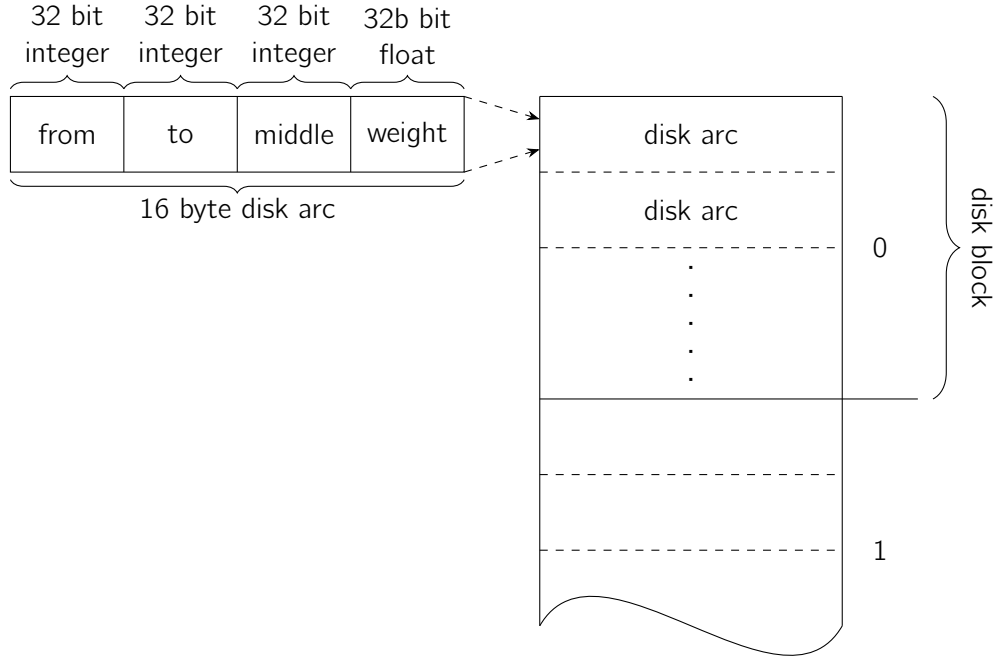 32 bit
integer
32 bit
integer
32 bit
integer
32b bit
float
from
to
middle
weight
16 byte disk arc
disk arc
disk arc
0
disk block
1